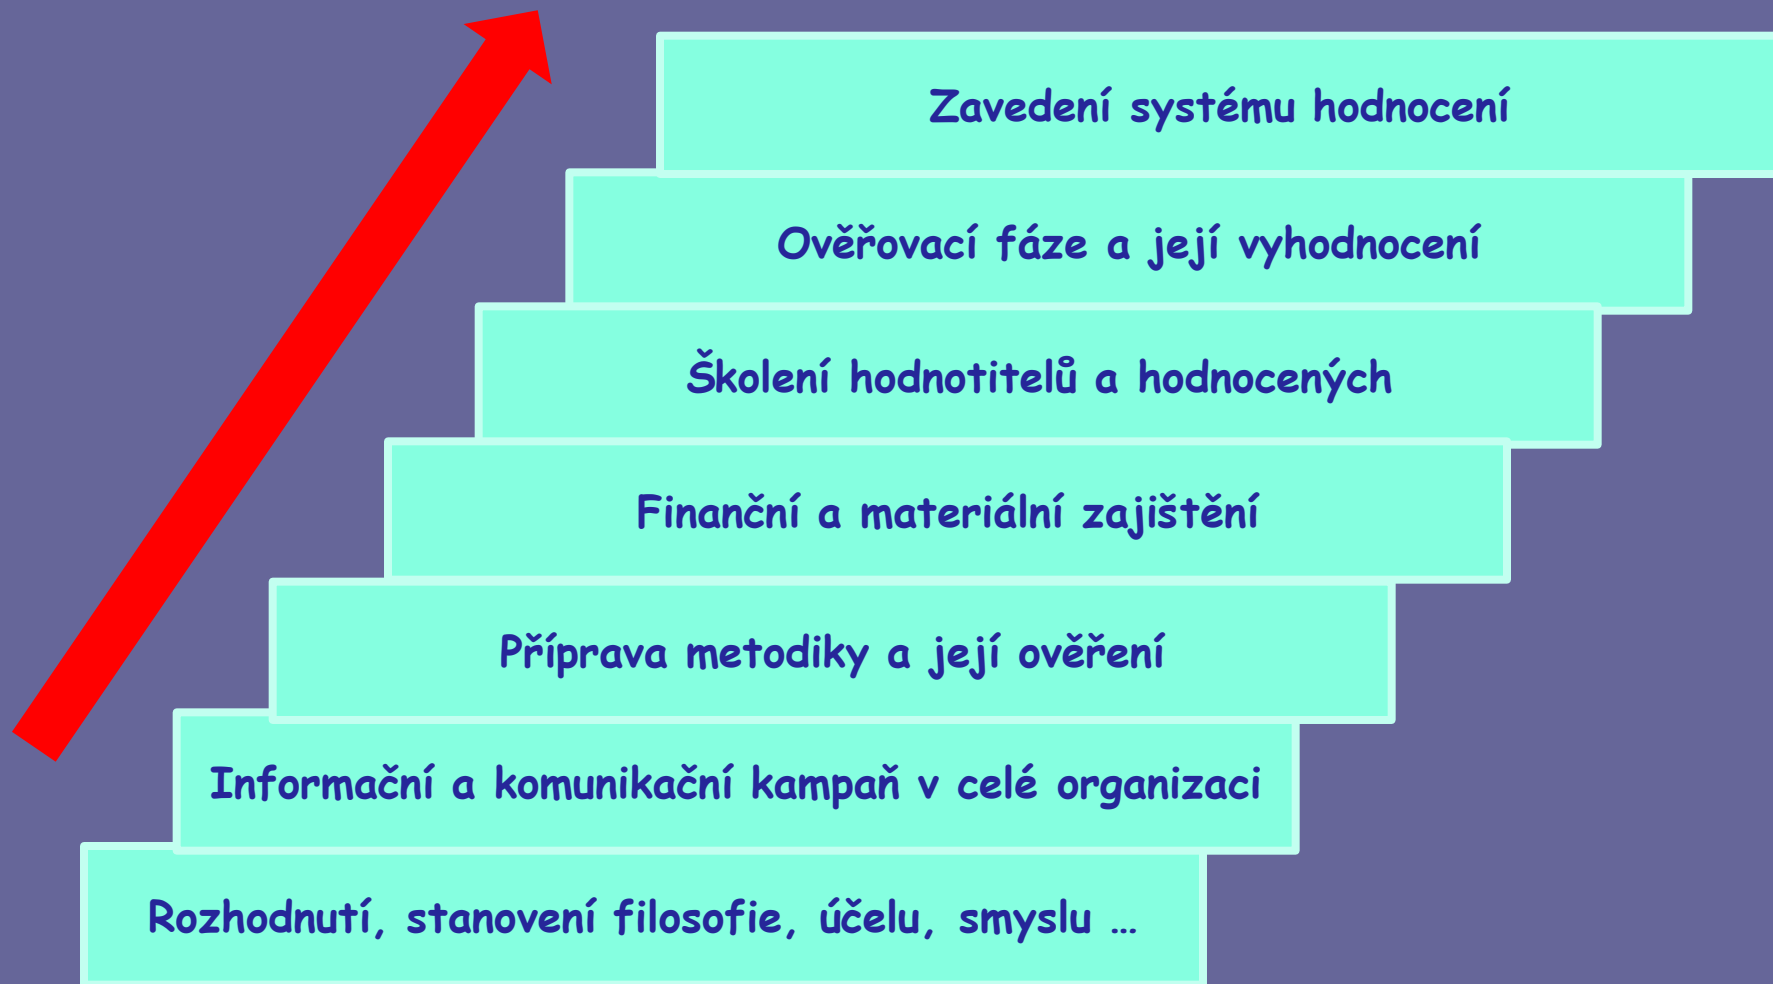 Zavedení systému hodnocení
Ověřovací fáze a její vyhodnocení
Školení hodnotitelů a hodnocených
Finanční a materiální zajištění
Příprava metodiky a její ověření
Informační a komunikační kampaň v celé organizaci
Rozhodnutí, stanovení filosofie, účelu, smyslu …